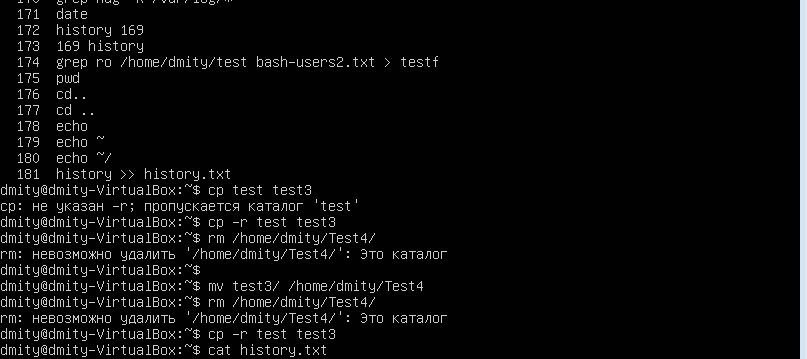 170  grep nag -R /var/log/*
171  date
172  history 169
173  169 history
174  grep ro /home/dmity/test bash-users2.txt > testf
175  pwd
176  cd..
177  cd ..
178  echo
179  echo ~
180  echo ~/
181  history >> history.txt
dmity@dmity-VirtualBox:~$ cp test test3
cp: не указан -r; пропускается каталог 'test'
dmity@dmity-VirtualBox:~$ cp -r test test3
dmity@dmity-VirtualBox:~$ rm /home/dmity/Test4/
rm: невозможно удалить '/home/dmity/Test4/': Это каталог
dmity@dmity-VirtualBox:~$
dmity@dmity-VirtualBox:~$ mv test3/ /home/dmity/Test4
dmity@dmity-VirtualBox:~$ rm /home/dmity/Test4/
rm: невозможно удалить '/home/dmity/Test4/': Это каталог
dmity@dmity-VirtualBox:~$ cp -r test test3
dmity@dmity-VirtualBox:~$ cat history.txt